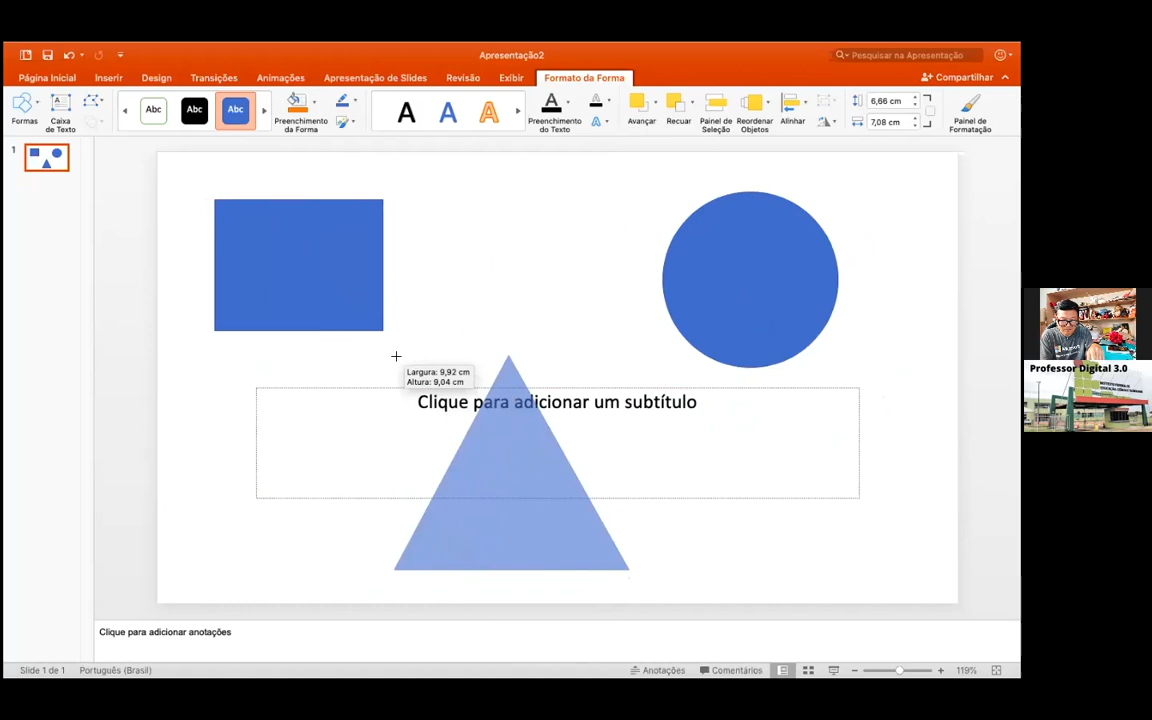 Apresentação2
Pesquisar na Apresentação
Página Inicial
Inserir
Design
Transições
Animações
Apresentação de Slides
Revisão
Exibir
Formato da Forma
Compartilhar
Formas
Caixa
de Texto
Abc
Abc
Abc
Preenchimento
da Forma
A
A
A
Preenchimento
do Texto
Avançar
Recuar
Painel de
Seleção
Reordenar
Objetos
Alinhar
6,66 cm
7,08 cm
Painel de
Formatação
1
Largura: 9,92 cm
Altura: 9,04 cm
Clique para adicionar um subtítulo
Professor Digital 3.0
Clique para adicionar anotações
Slide 1 de 1
Português (Brasil)
Anotações
Comentários
119%